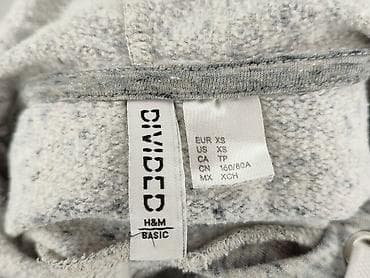 DIVIDED
H&M
BASIC
EUR XS
US XS
CA TP
CN 160/80A
MX XCH